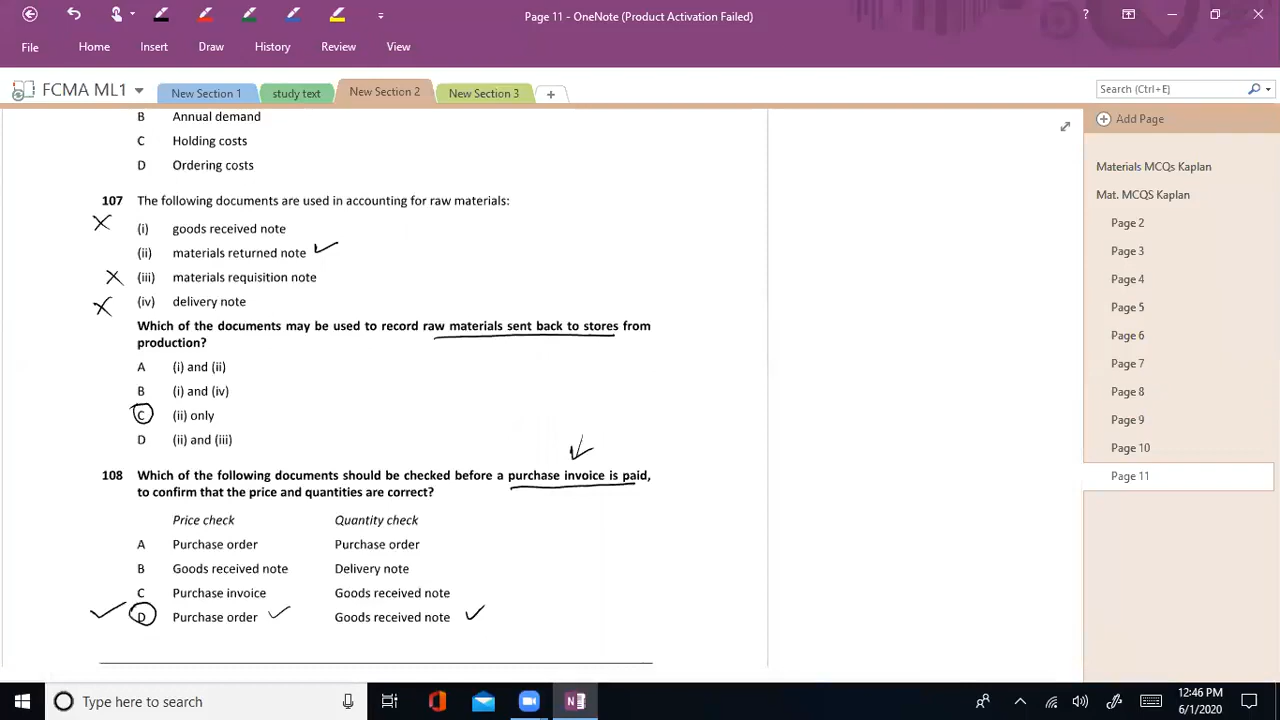 Page 11 - OneNote (Product Activation Failed)
?
File
Home
Insert
Draw
History
Review
View
FCMA ML1
New Section 1
study text
New Section 2
New Section 3
Search (Ctrl+E)
B Annual demand
C Holding costs
D Ordering costs
107 The following documents are used in accounting for raw materials:
(i) goods received note
(ii) materials returned note
(iii) materials requisition note
(iv) delivery note
Which of the documents may be used to record raw materials sent back to stores from
production?
A (i) and (ii)
B (i) and (iv)
C (ii) only
D (ii) and (iii)
108 Which of the following documents should be checked before a purchase invoice is paid,
to confirm that the price and quantities are correct?
Price check Quantity check
A Purchase order Purchase order
B Goods received note Delivery note
C Purchase invoice Goods received note
D Purchase order Goods received note
Add Page
Materials MCQs Kaplan
Mat. MCQS Kaplan
Page 2
Page 3
Page 4
Page 5
Page 6
Page 7
Page 8
Page 9
Page 10
Page 11
Type here to search
12:46 PM
6/1/2020